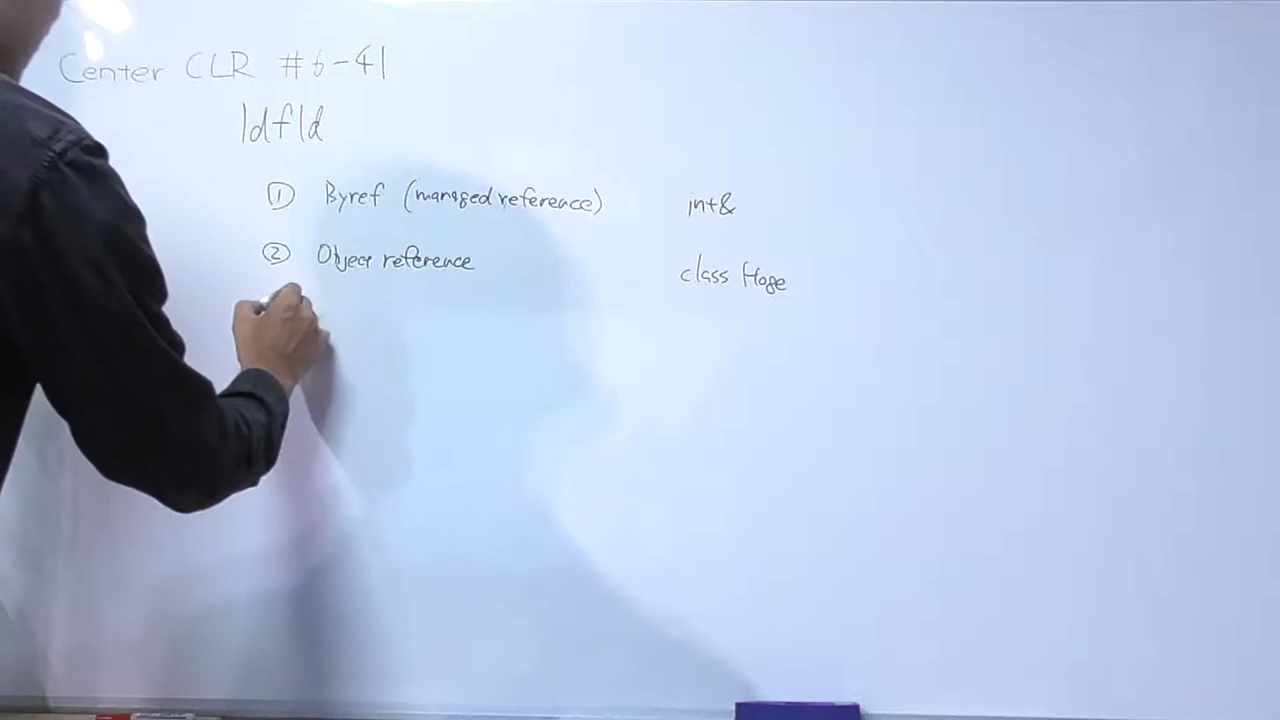 Center CLR #6-41
ldfld
① Byref (managed reference) int&
② Object reference class Hoge